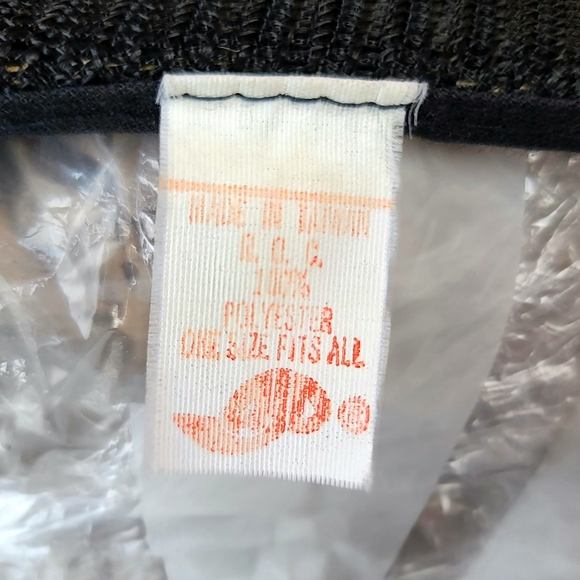 MADE IN TAIWAN
R. O. C.
100%
POLYESTER
ONE SIZE FITS ALL